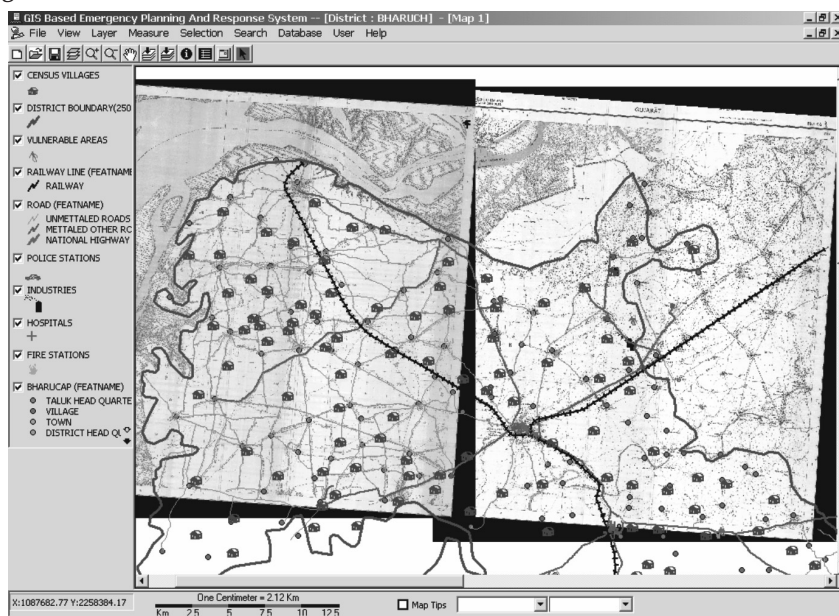 GIS Based Emergency Planning And Response System -- [District : BHARUCH] - [Map 1]
File View Layer Measure Selection Search Database User Help
CENSUS VILLAGES
DISTRICT BOUNDARY(250
VULNERABLE AREAS
RAILWAY LINE (FEATNAME
RAILWAY
ROAD (FEATNAME)
UNMETTALED ROADS
METTALED OTHER RO
NATIONAL HIGHWAY
POLICE STATIONS
INDUSTRIES
HOSPITALS
FIRE STATIONS
BHARUCAP (FEATNAME)
TALUK HEAD QUARTE
VILLAGE
TOWN
DISTRICT HEAD QU
GUJARAT
X:1087682.77 Y:2258384.17
One Centimeter = 2.12 Km
Km 2.5 5 7.5 10 12.5
Map Tips